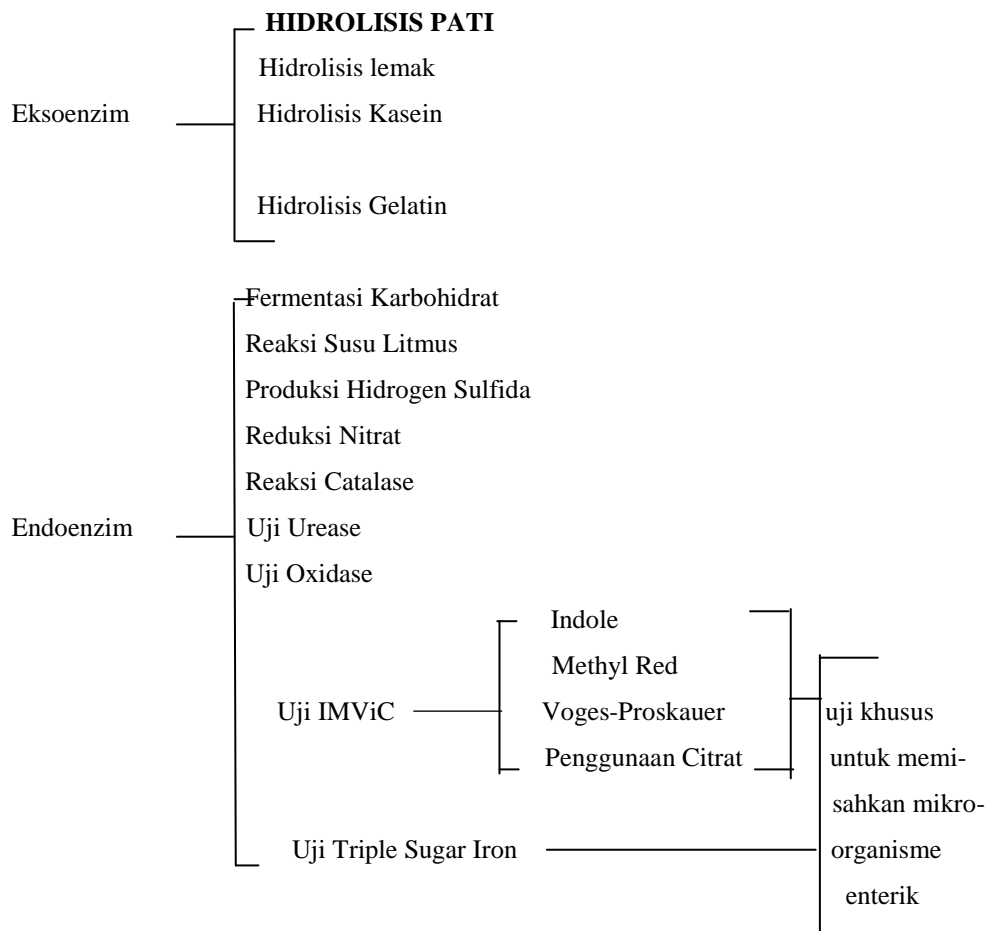 HIDROLISIS PATI
Hidrolisis lemak
Eksoenzim
Hidrolisis Kasein
Hidrolisis Gelatin
Fermentasi Karbohidrat
Reaksi Susu Litmus
Produksi Hidrogen Sulfida
Reduksi Nitrat
Reaksi Catalase
Endoenzim
Uji Urease
Uji Oxidase
Indole
Methyl Red
Uji IMViC
Voges-Proskauer
Penggunaan Citrat
Uji Triple Sugar Iron
uji khusus
untuk memi-
sahkan mikro-
organisme
enterik